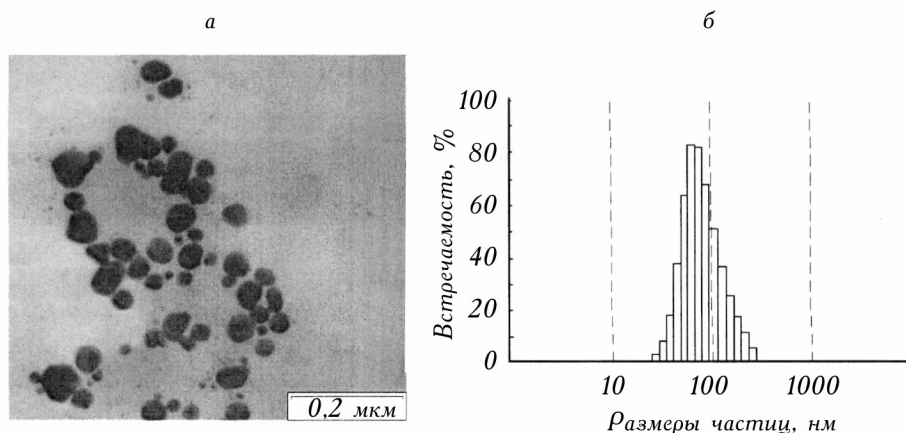 а
б
0,2 мкм
Встречаемость, %
100
80
60
40
20
0
10 100 1000
Размеры частиц, нм